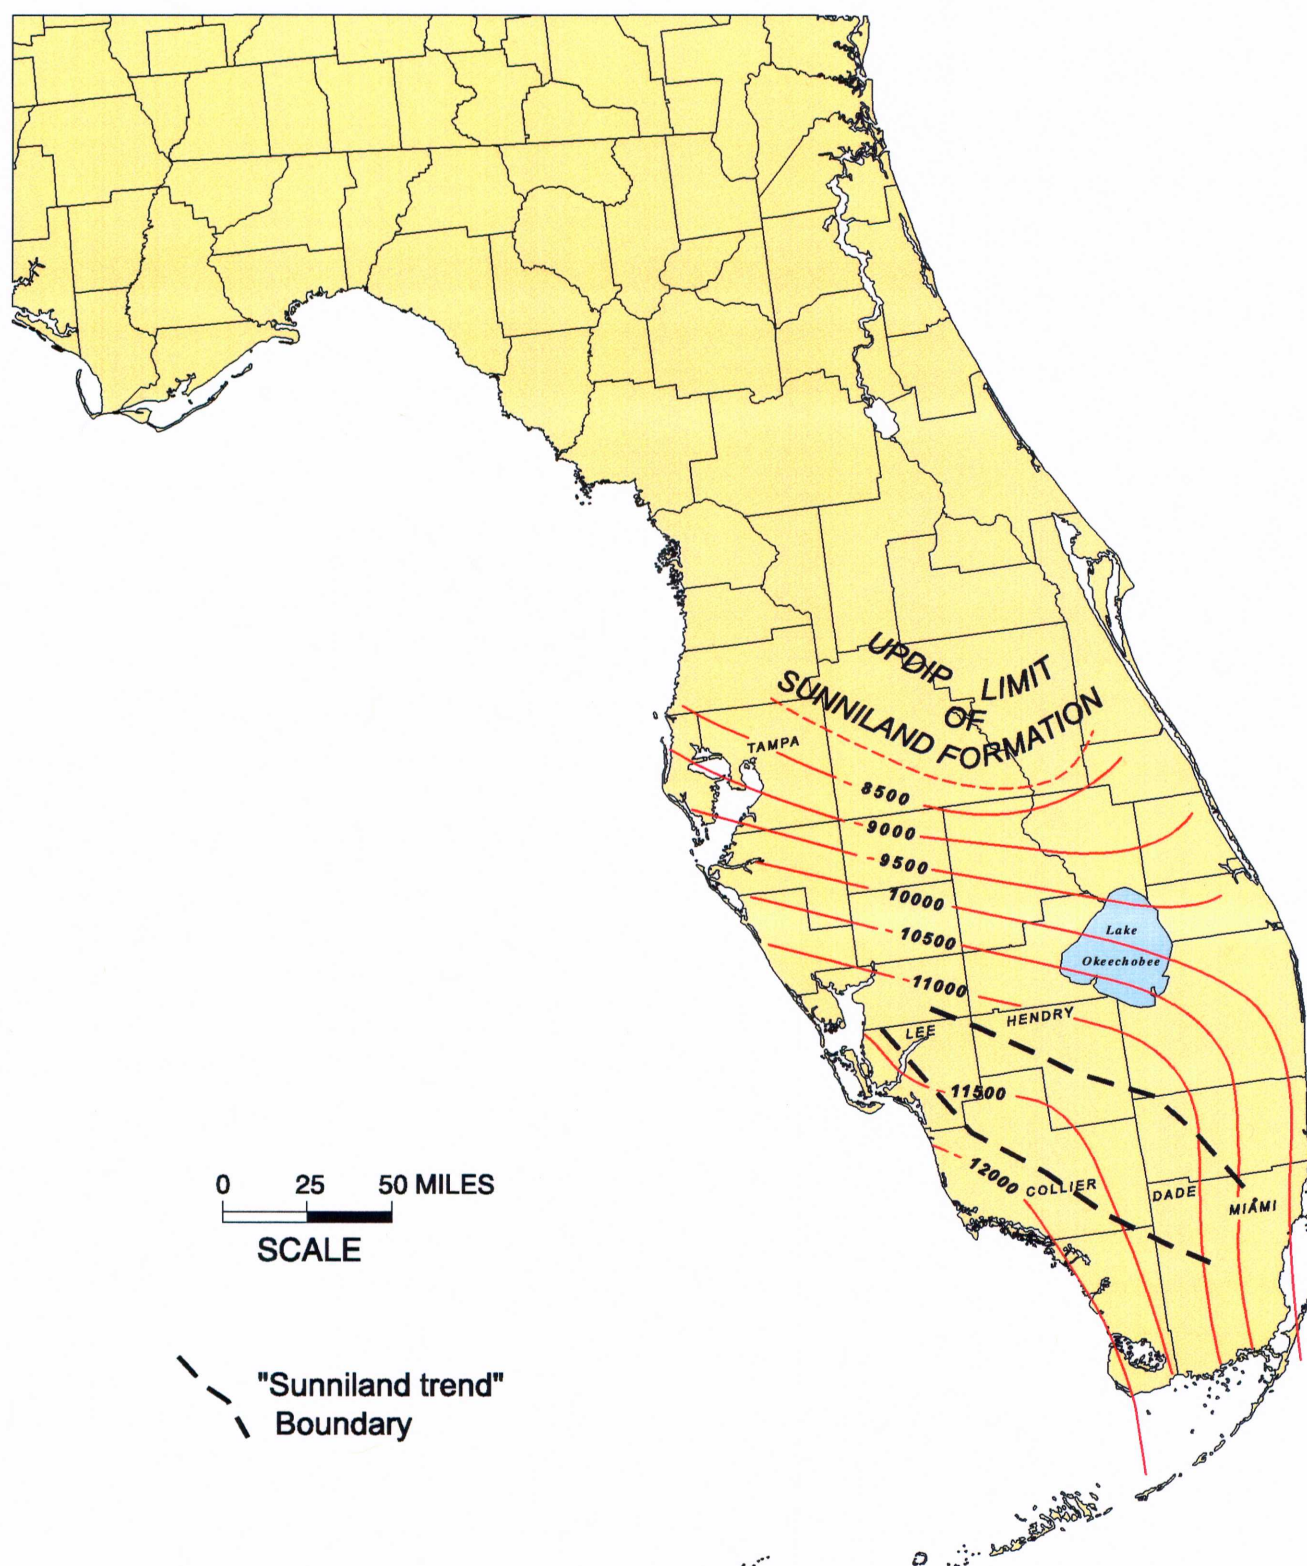 UPDIP LIMIT
OF
SUNNILAND FORMATION
TAMPA
8500
9000
9500
10000
10500
Lake
Okeechobee
11000
HENDRY
LEE
11500
12000
COLLIER
DADE
MIAMI
0 25 50 MILES
SCALE
"Sunniland trend"
Boundary